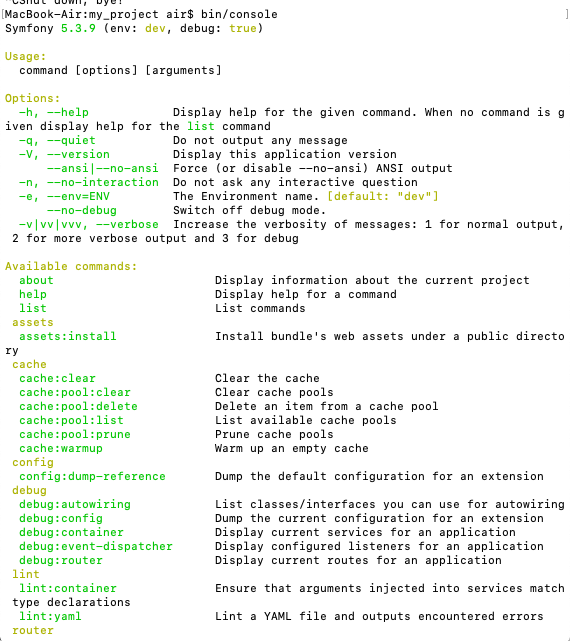 ^CShut down, bye!
[MacBook-Air:my_project air$ bin/console ]
Symfony 5.3.9 (env: dev, debug: true)
Usage:
command [options] [arguments]
Options:
-h, --help Display help for the given command. When no command is g
iven display help for the list command
-q, --quiet Do not output any message
-V, --version Display this application version
--ansi|--no-ansi Force (or disable --no-ansi) ANSI output
-n, --no-interaction Do not ask any interactive question
-e, --env=ENV The Environment name. [default: "dev"]
--no-debug Switch off debug mode.
-v|vv|vvv, --verbose Increase the verbosity of messages: 1 for normal output,
2 for more verbose output and 3 for debug
Available commands:
about Display information about the current project
help Display help for a command
list List commands
assets
assets:install Install bundle's web assets under a public directo
ry
cache
cache:clear Clear the cache
cache:pool:clear Clear cache pools
cache:pool:delete Delete an item from a cache pool
cache:pool:list List available cache pools
cache:pool:prune Prune cache pools
cache:warmup Warm up an empty cache
config
config:dump-reference Dump the default configuration for an extension
debug
debug:autowiring List classes/interfaces you can use for autowiring
debug:config Dump the current configuration for an extension
debug:container Display current services for an application
debug:event-dispatcher Display configured listeners for an application
debug:router Display current routes for an application
lint
lint:container Ensure that arguments injected into services match
type declarations
lint:yaml Lint a YAML file and outputs encountered errors
router